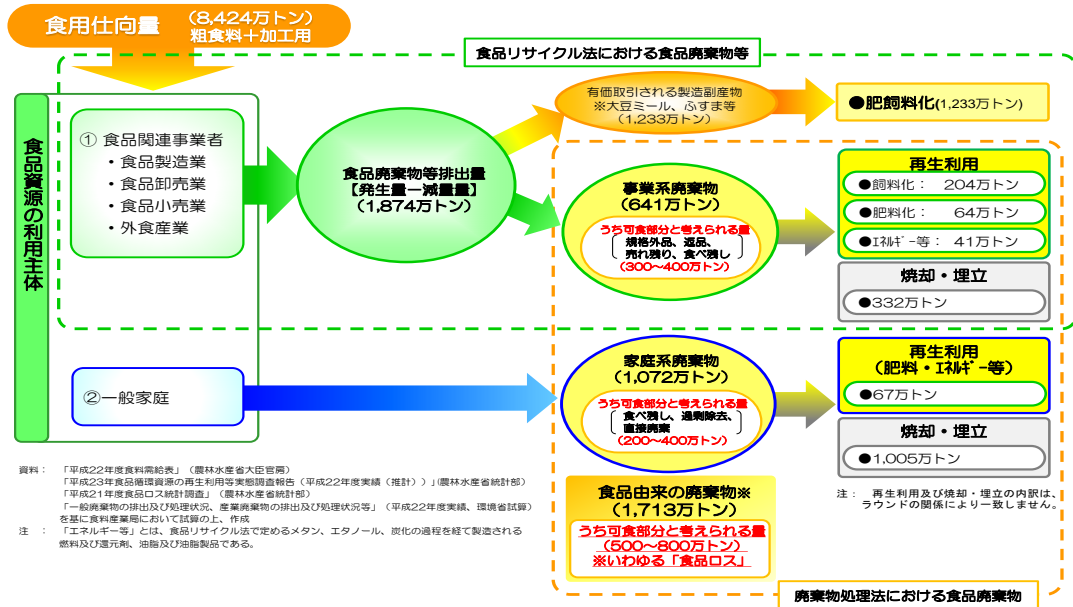 食用仕向量
（8,424万トン）
粗食料＋加工用
食品リサイクル法における食品廃棄物等
食品資源の利用主体
① 食品関連事業者
・食品製造業
・食品卸売業
・食品小売業
・外食産業
食品廃棄物等排出量
【発生量－減量量】
（1,874万トン）
有価取引される製造副産物
※大豆ミール、ふすま等
（1,233万トン）
●肥飼料化(1,233万トン)
事業系廃棄物
（641万トン）
うち可食部分と考えられる量
規格外品、返品、
売れ残り、食べ残し
（300～400万トン）
再生利用
●飼料化： 204万トン
●肥料化： 64万トン
●ｴﾈﾙｷﾞｰ等： 41万トン
焼却・埋立
●332万トン
②一般家庭
家庭系廃棄物
（1,072万トン）
うち可食部分と考えられる量
食べ残し、過剰除去、
直接廃棄
（200～400万トン）
再生利用
（肥料・ｴﾈﾙｷﾞｰ等）
●67万トン
焼却・埋立
●1,005万トン
食品由来の廃棄物※
（1,713万トン）
うち可食部分と考えられる量
（500～800万トン）
※いわゆる「食品ロス」
注： 再生利用及び焼却・埋立の内訳は、
ラウンドの関係により一致しません。
資料： 「平成22年度食料需給表」（農林水産省大臣官房）
「平成23年食品循環資源の再生利用等実態調査報告（平成22年度実績（推計））」（農林水産省統計部）
「平成21年度食品ロス統計調査」（農林水産省統計部）
「一般廃棄物の排出及び処理状況、産業廃棄物の排出及び処理状況等」（平成22年度実績、環境省試算）
を基に食料産業局において試算の上、作成
注 ： 「エネルギー等」とは、食品リサイクル法で定めるメタン、エタノール、炭化の過程を経て製造される
燃料及び還元剤、油脂及び油脂製品である。
廃棄物処理法における食品廃棄物